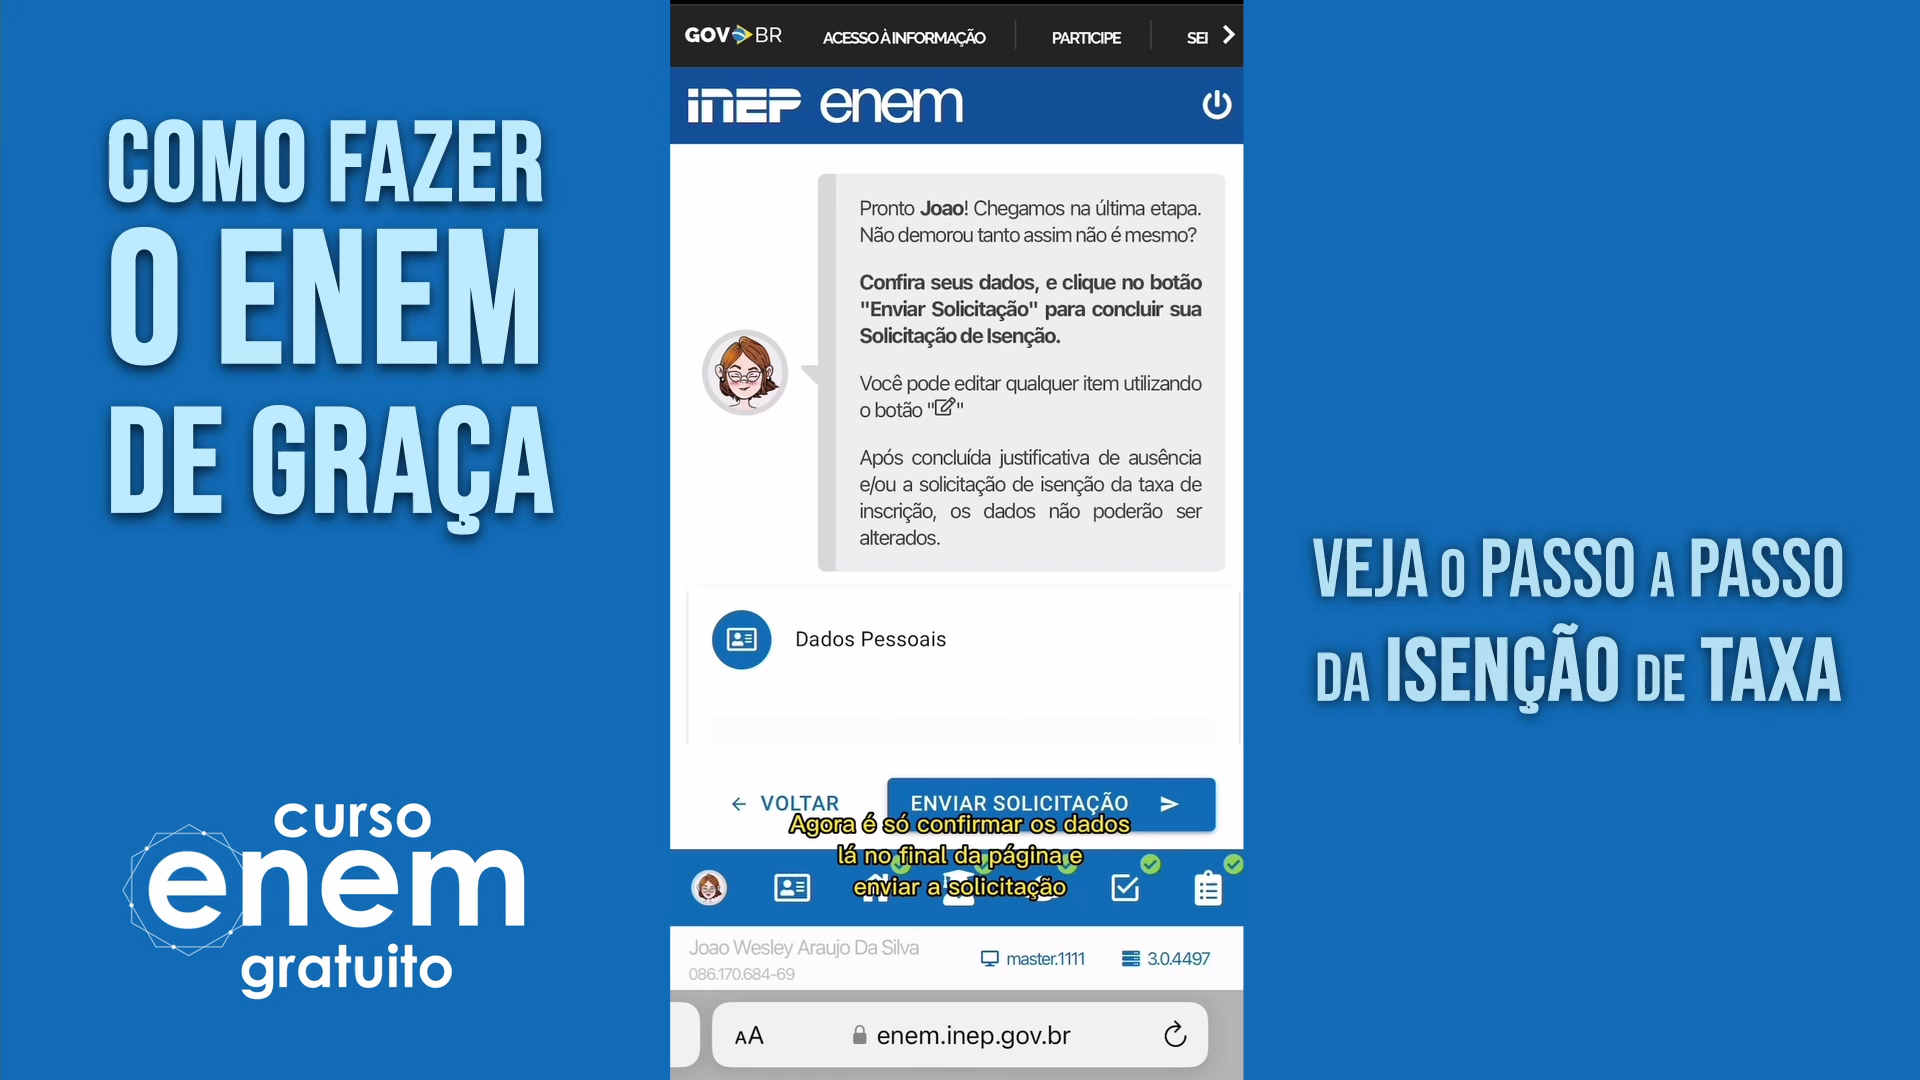 COMO FAZER
O ENEM
DE GRAÇA
curso
enem
gratuito
GOV BR
ACESSO À INFORMAÇÃO
PARTICIPE
SEI
inep enem
Pronto Joao! Chegamos na última etapa.
Não demorou tanto assim não é mesmo?
Confira seus dados, e clique no botão
"Enviar Solicitação" para concluir sua
Solicitação de Isenção.
Você pode editar qualquer item utilizando
o botão ""
Após concluída justificativa de ausência
e/ou a solicitação de isenção da taxa de
inscrição, os dados não poderão ser
alterados.
Dados Pessoais
VOLTAR
ENVIAR SOLICITAÇÃO
Agora é só confirmar os dados
lá no final da página e
enviar a solicitação
Joao Wesley Araujo Da Silva
086.170.684-69
master.1111
3.0.4497
AA
enem.inep.gov.br
VEJA O PASSO A PASSO
DA ISENÇÃO DE TAXA